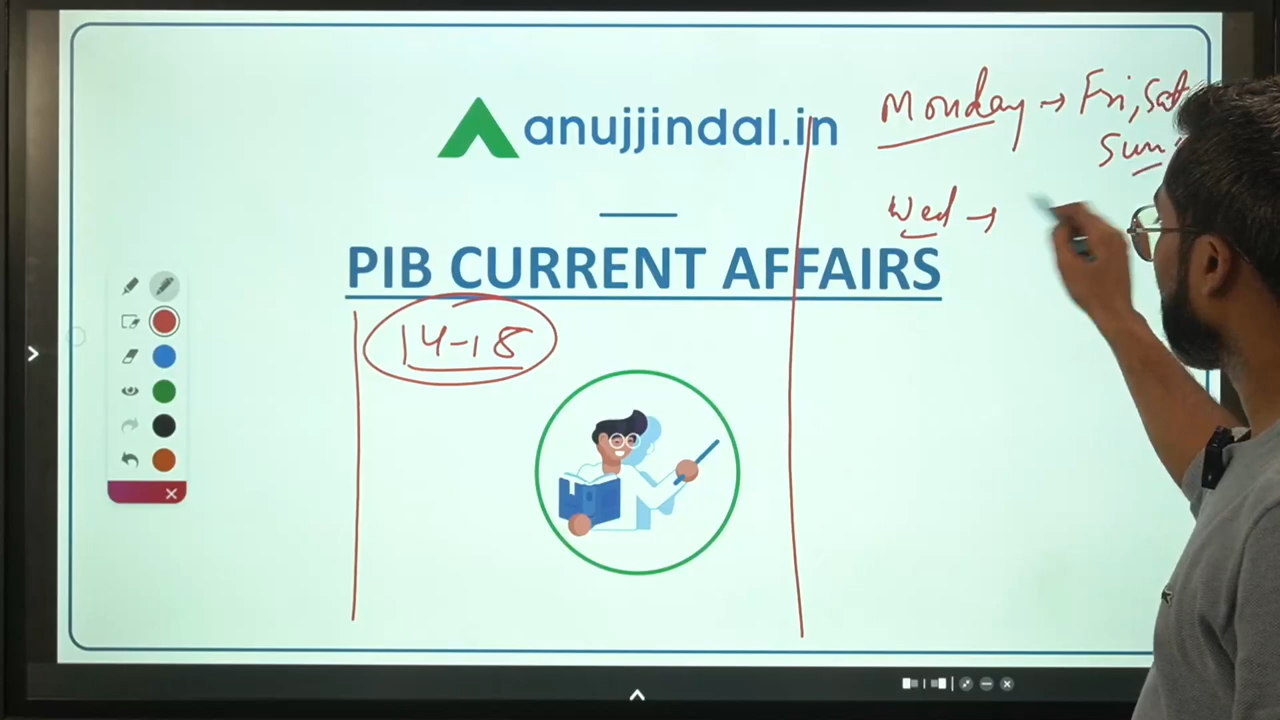 anujjindal.in
Monday → Fri, Sat
Sun
Wed →
PIB CURRENT AFFAIRS
14-18